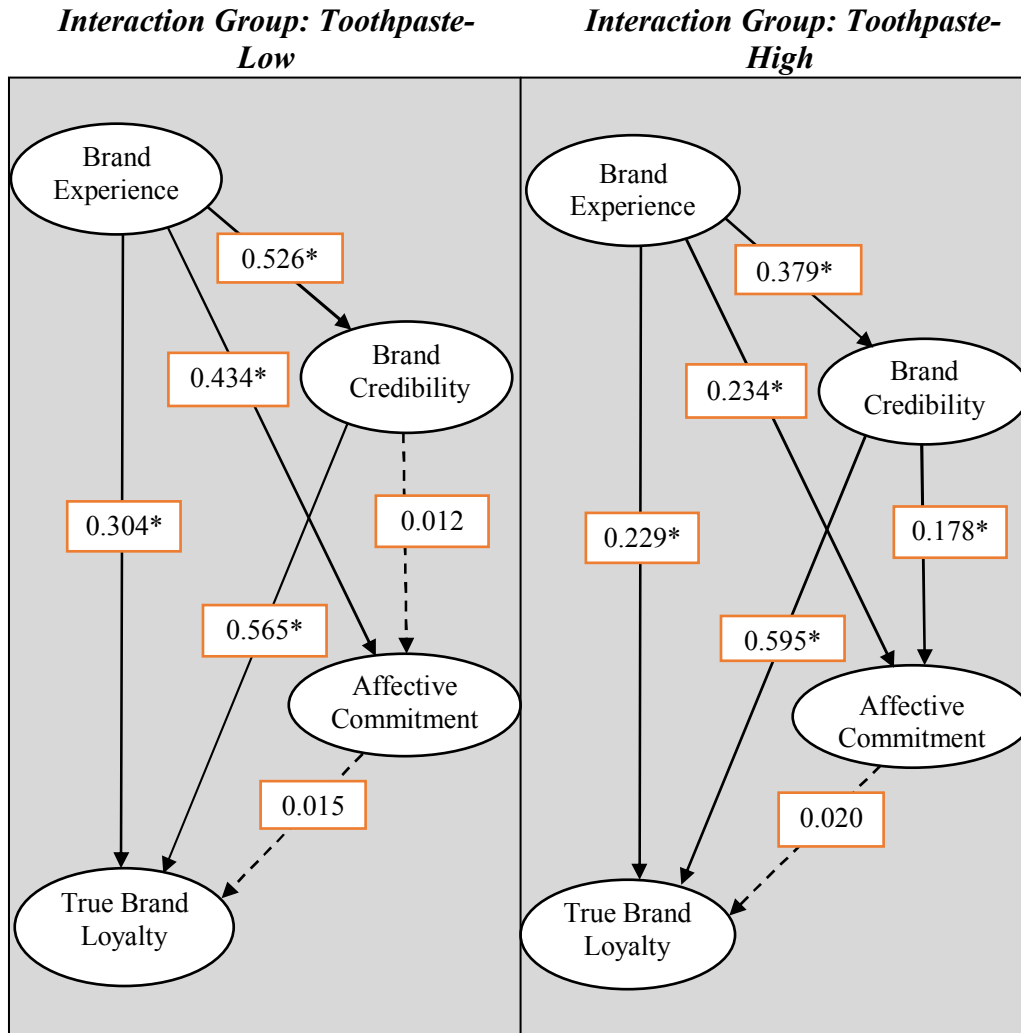 Interaction Group: Toothpaste-
Low
Brand
Experience
0.526*
Brand
Credibility
0.434*
0.304*
0.012
0.565*
Affective
Commitment
0.015
True Brand
Loyalty
Interaction Group: Toothpaste-
High
Brand
Experience
0.379*
Brand
Credibility
0.234*
0.229*
0.178*
0.595*
Affective
Commitment
0.020
True Brand
Loyalty